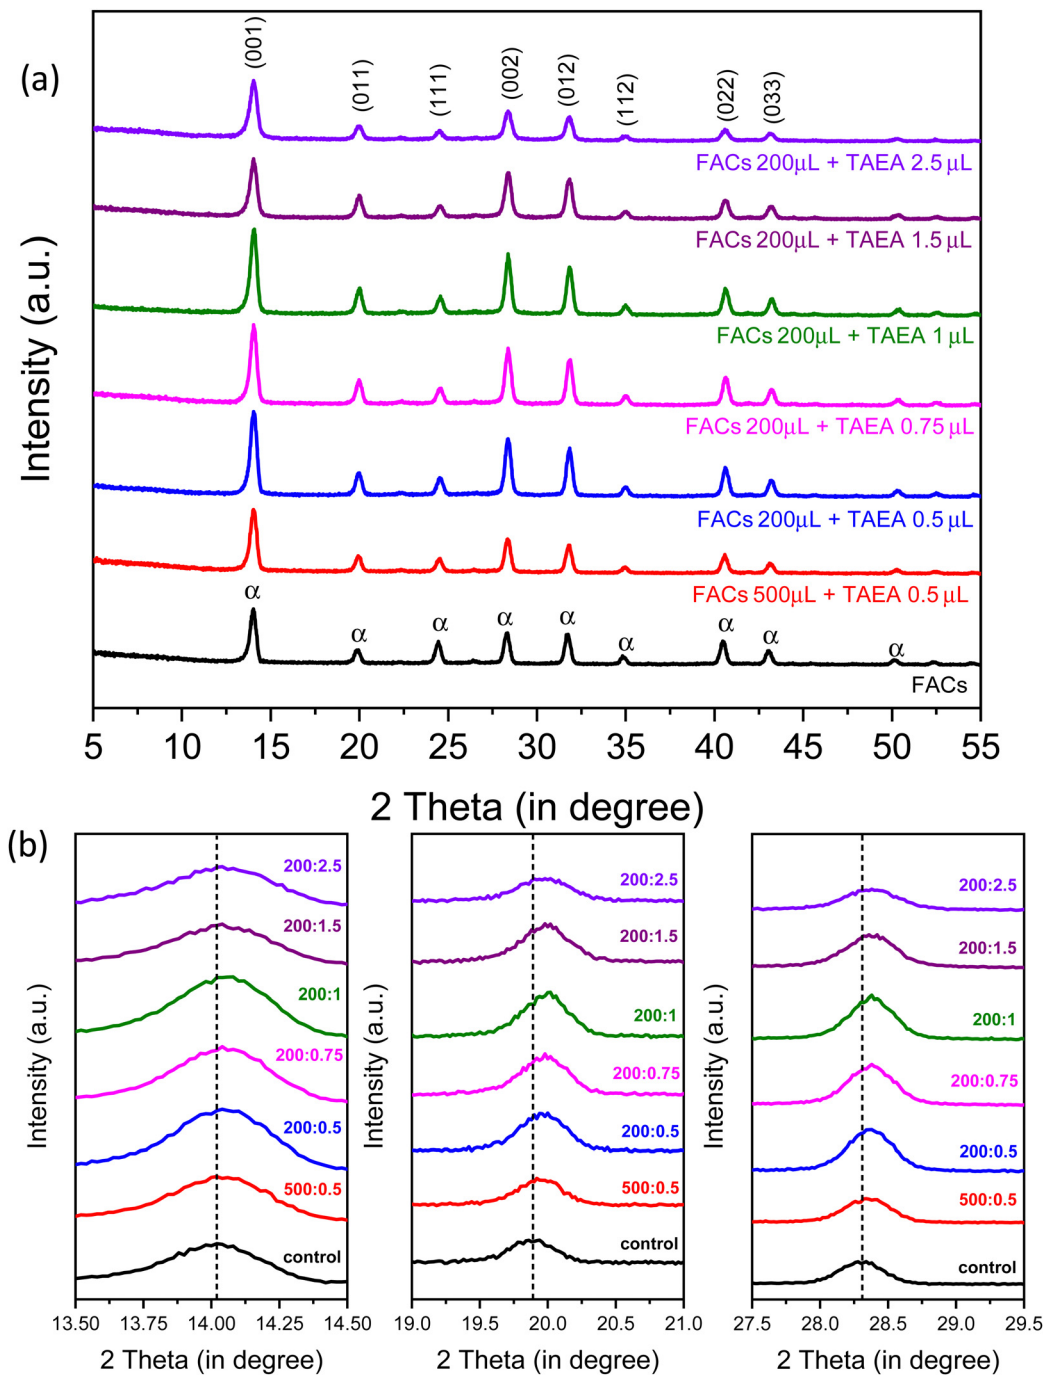 (a)
(001)
(011)
(111)
(002)
(012)
(112)
(022)
(033)
FACs 200μL + TAEA 2.5 μL
FACs 200μL + TAEA 1.5 μL
FACs 200μL + TAEA 1 μL
FACs 200μL + TAEA 0.75 μL
FACs 200μL + TAEA 0.5 μL
FACs 500μL + TAEA 0.5 μL
α α α α α α α α α
FACs
Intensity (a.u.)
5 10 15 20 25 30 35 40 45 50 55
2 Theta (in degree)
(b)
200:2.5
200:1.5
200:1
200:0.75
200:0.5
500:0.5
control
Intensity (a.u.)
13.50 13.75 14.00 14.25 14.50
2 Theta (in degree)
200:2.5
200:1.5
200:1
200:0.75
200:0.5
500:0.5
control
Intensity (a.u.)
19.0 19.5 20.0 20.5 21.0
2 Theta (in degree)
200:2.5
200:1.5
200:1
200:0.75
200:0.5
500:0.5
control
Intensity (a.u.)
27.5 28.0 28.5 29.0 29.5
2 Theta (in degree)